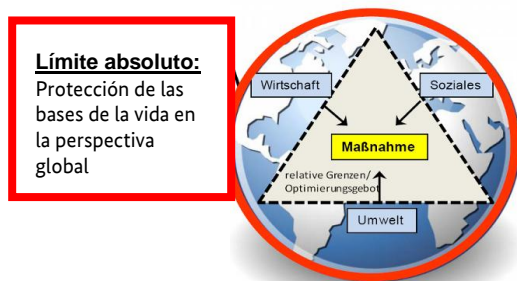 Límite absoluto:
Protección de las
bases de la vida en
la perspectiva
global
Wirtschaft
Soziales
Maßnahme
relative Grenzen/
Optimierungsgebot
Umwelt